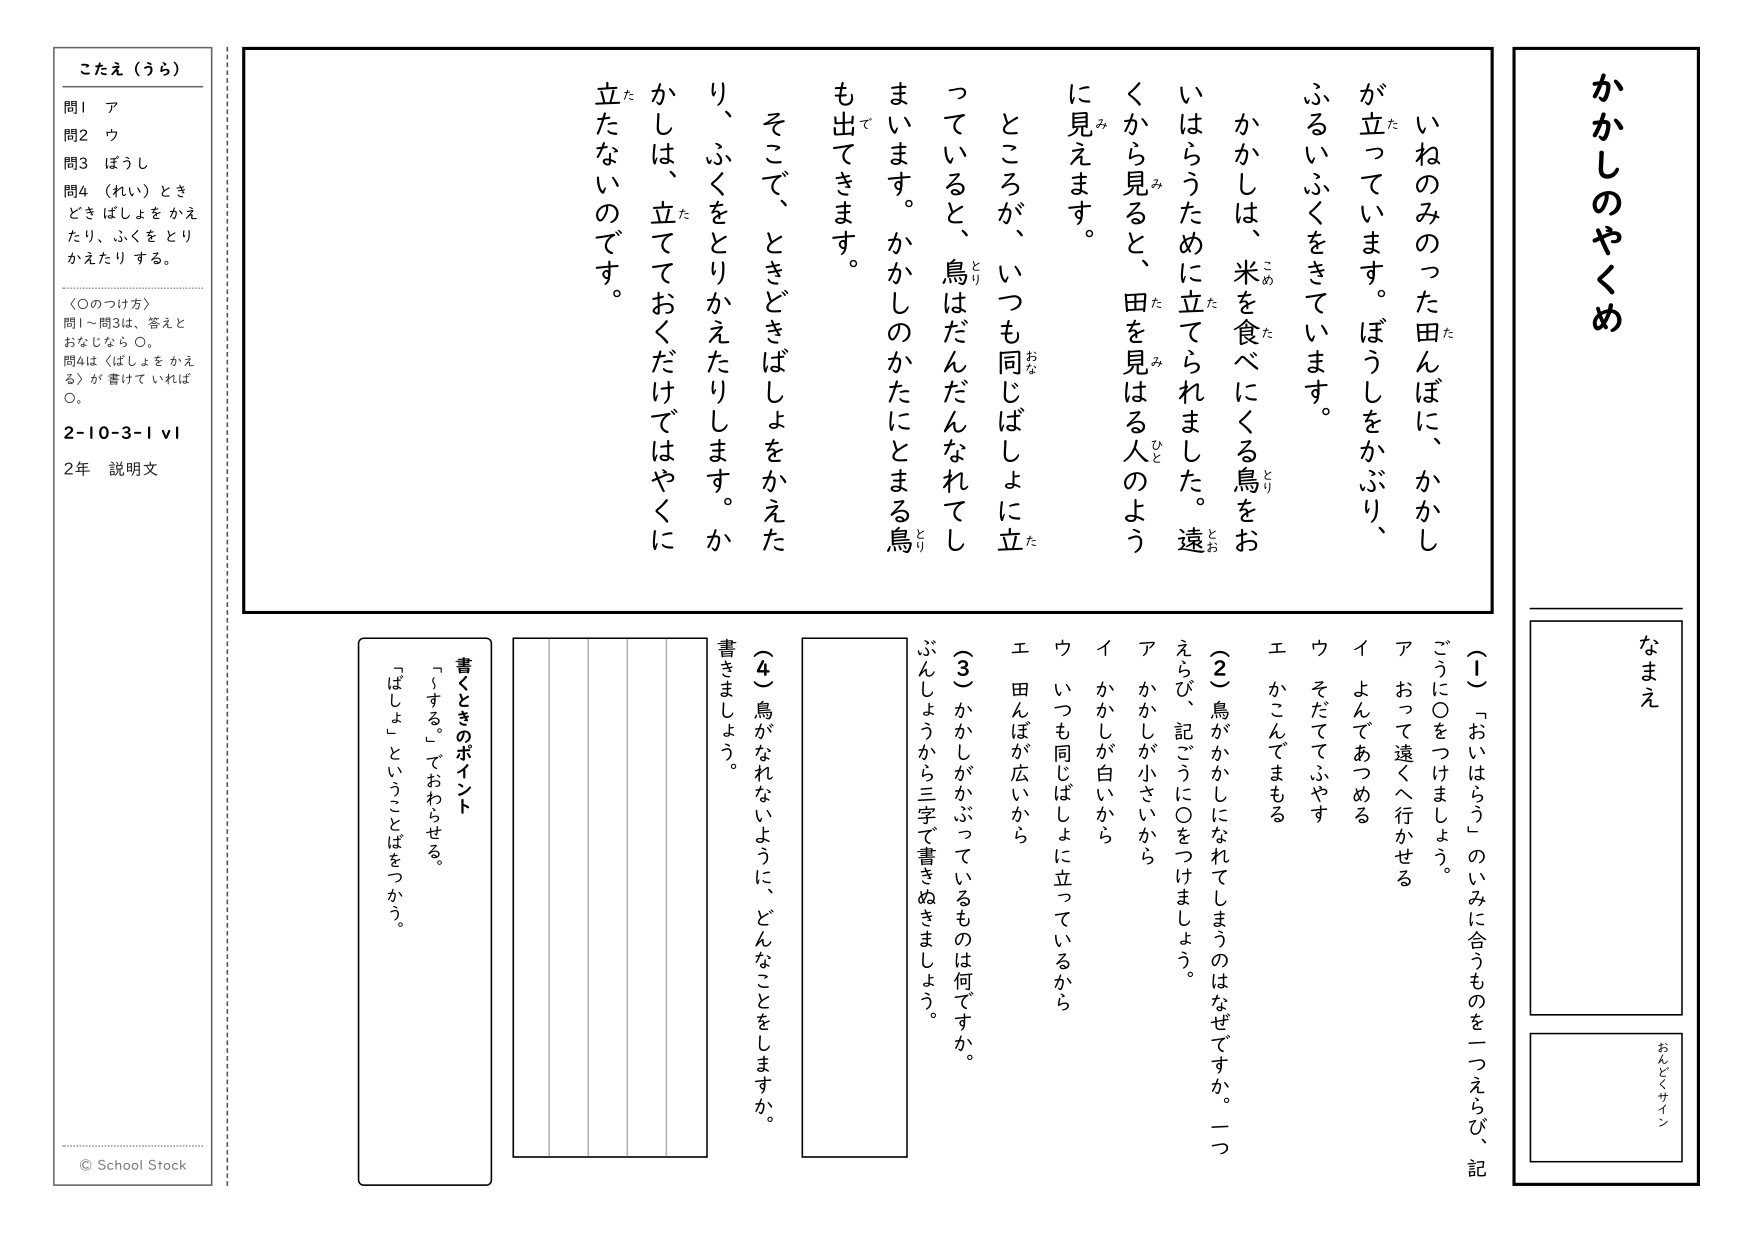 かかしのやくめ
なまえ
おんどくサイン
いねのみのった田んぼに、かかし
が立っています。ぼうしをかぶり、
ふるいふくをきています。
かかしは、米を食べにくる鳥をお
いはらうために立てられました。遠
くから見ると、田を見はる人のよう
に見えます。
ところが、いつも同じばしょに立
っていると、鳥はだんだんなれてし
まいます。かかしのかたにとまる鳥
も出てきます。
そこで、ときどきばしょをかえた
り、ふくをとりかえたりします。か
かしは、立てておくだけではやくに
立たないのです。
(1)「おいはらう」のいみに合うものを一つえらび、記
ごうに〇をつけましょう。
ア　おって遠くへ行かせる
イ　よんであつめる
ウ　そだててふやす
エ　かこんでまもる
(2)鳥がかかしになれてしまうのはなぜですか。一つ
えらび、記ごうに〇をつけましょう。
ア　かかしが小さいから
イ　かかしが白いから
ウ　いつも同じばしょに立っているから
エ　田んぼが広いから
(3)かかしがかぶっているものは何ですか。
ぶんしょうから三字で書きぬきましょう。
(4)鳥がなれないように、どんなことをしますか。
書きましょう。
書くときのポイント
「~する。」でおわらせる。
「ばしょ」ということばをつかう。
こたえ（うら）
問1　ア
問2　ウ
問3　ぼうし
問4　（れい）とき
どき ばしょを かえ
たり、ふくを とり
かえたり する。
〈〇のつけ方〉
問1～問3は、答えと
おなじなら 〇。
問4は〈ばしょを かえ
る〉が 書けて いれば
〇。
2-10-3-1 v1
2年　説明文
© School Stock